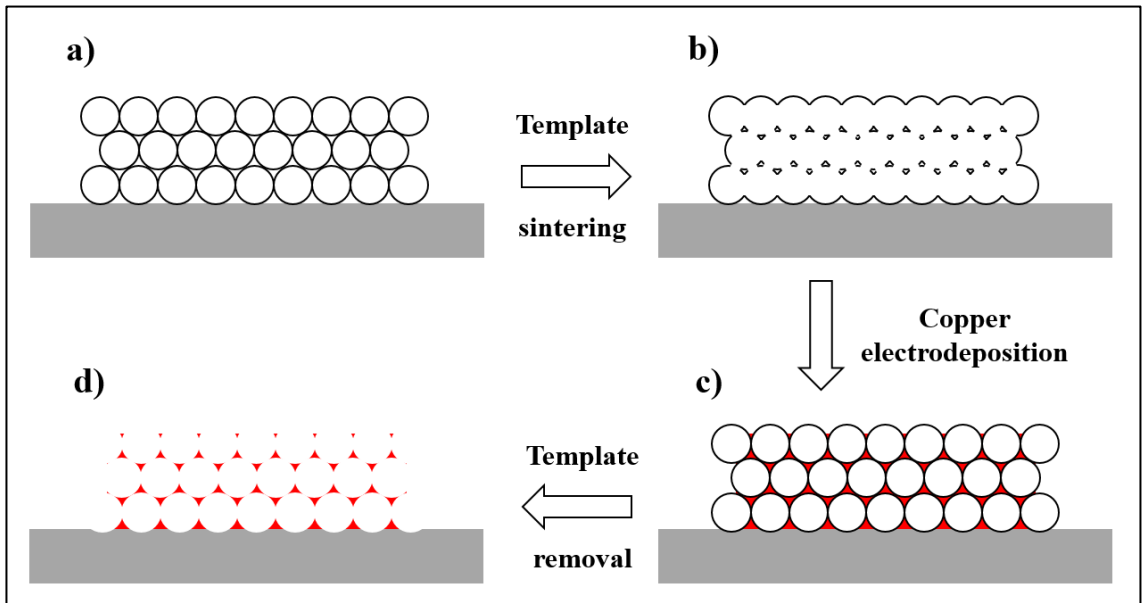 a)
Template
sintering
b)
Copper
electrodeposition
c)
Template
removal
d)